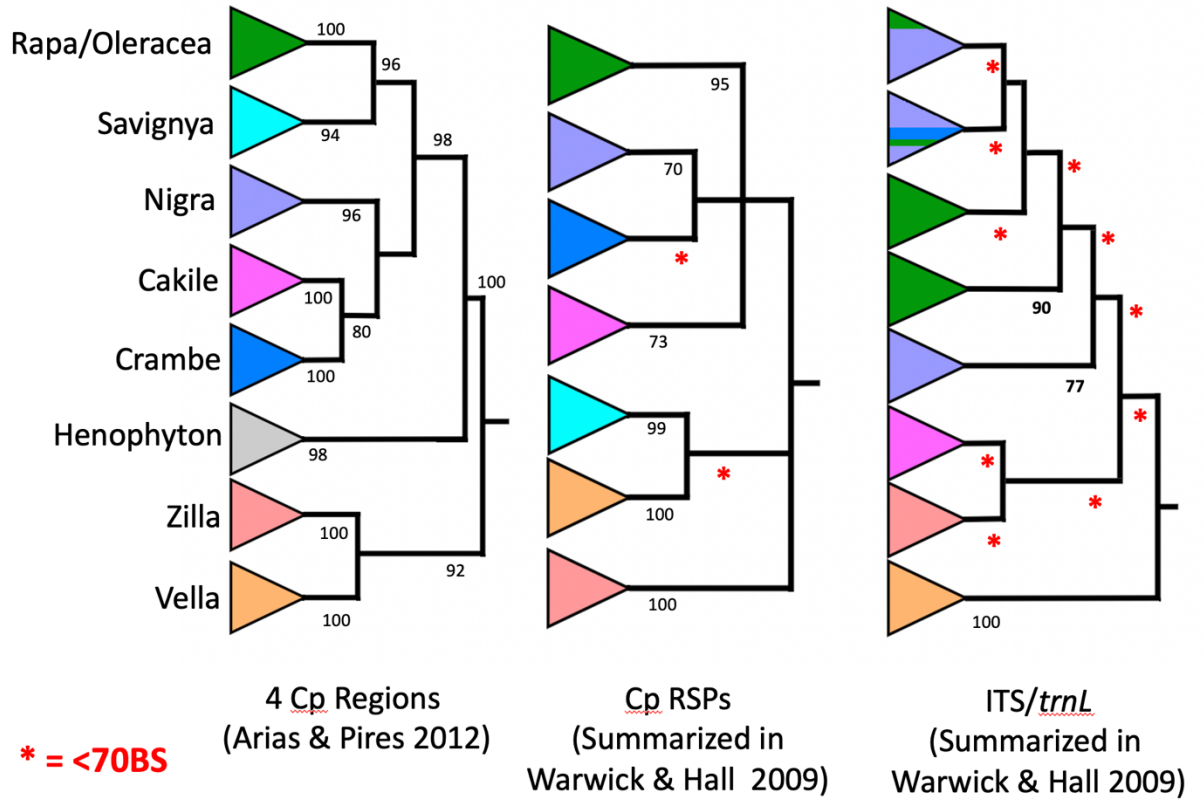 Rapa/Oleracea
Savignya
Nigra
Cakile
Crambe
Henophyton
Zilla
Vella
100
96
94
98
96
100
80
100
100
98
100
92
100
95
70
*
73
99
*
100
100
*
*
*
*
*
90
*
77
*
*
*
*
100
4 Cp Regions
(Arias & Pires 2012)
Cp RSPs
(Summarized in
Warwick & Hall 2009)
ITS/trnL
(Summarized in
Warwick & Hall 2009)
* = <70BS